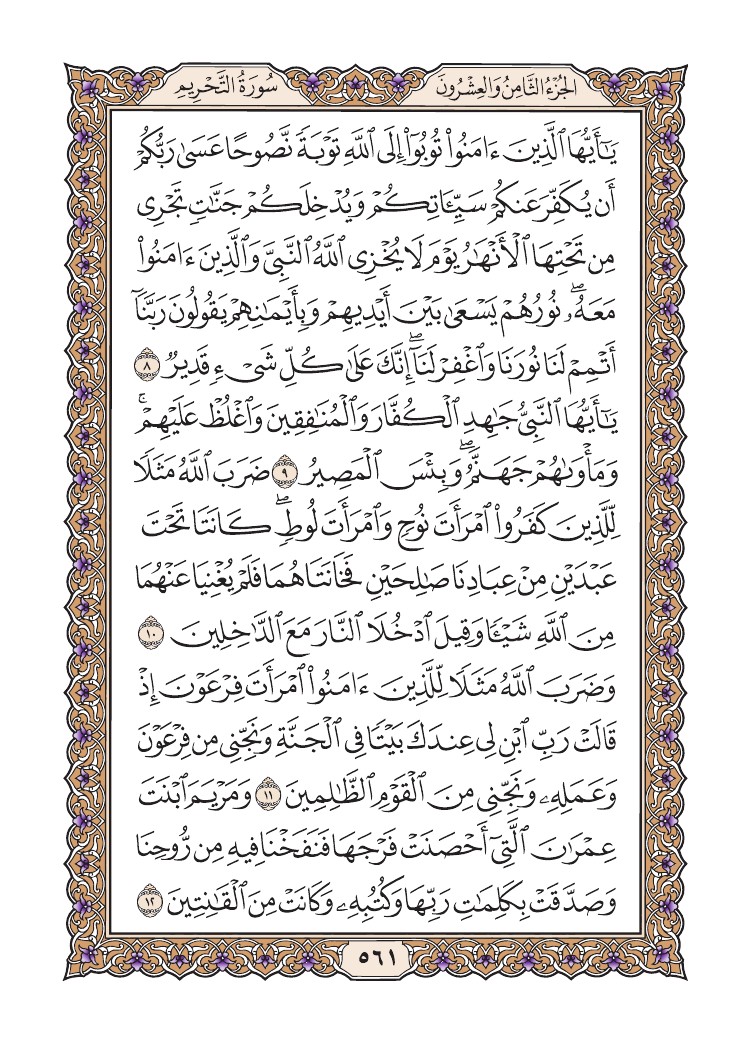 الجُزْءُ الثَّامِنُ وَالعِشْرُونَ
سُورَةُ التَّحْرِيمِ
يَٰٓأَيُّهَا ٱلَّذِينَ ءَامَنُوا۟ تُوبُوٓا۟ إِلَى ٱللَّهِ تَوْبَةً نَّصُوحًا عَسَىٰ رَبُّكُمْ
أَن يُكَفِّرَ عَنكُمْ سَيِّـَٔاتِكُمْ وَيُدْخِلَكُمْ جَنَّٰتٍ تَجْرِى
مِن تَحْتِهَا ٱلْأَنْهَٰرُ يَوْمَ لَا يُخْزِى ٱللَّهُ ٱلنَّبِىَّ وَٱلَّذِينَ ءَامَنُوا۟
مَعَهُۥۖ نُورُهُمْ يَسْعَىٰ بَيْنَ أَيْدِيهِمْ وَبِأَيْمَٰنِهِمْ يَقُولُونَ رَبَّنَآ
أَتْمِمْ لَنَا نُورَنَا وَٱغْفِرْ لَنَآۖ إِنَّكَ عَلَىٰ كُلِّ شَىْءٍ قَدِيرٌ ٨
يَٰٓأَيُّهَا ٱلنَّبِىُّ جَٰهِدِ ٱلْكُفَّارَ وَٱلْمُنَٰفِقِينَ وَٱغْلُظْ عَلَيْهِمْۚ
وَمَأْوَىٰهُمْ جَهَنَّمُۖ وَبِئْسَ ٱلْمَصِيرُ ٩ ضَرَبَ ٱللَّهُ مَثَلًا
لِّلَّذِينَ كَفَرُوا۟ ٱمْرَأَتَ نُوحٍ وَٱمْرَأَتَ لُوطٍۖ كَانَتَا تَحْتَ
عَبْدَيْنِ مِنْ عِبَادِنَا صَٰلِحَيْنِ فَخَانَتَاهُمَا فَلَمْ يُغْنِيَا عَنْهُمَا
مِنَ ٱللَّهِ شَيْـًٔا وَقِيلَ ٱدْخُلَا ٱلنَّارَ مَعَ ٱلدَّٰخِلِينَ ١٠
وَضَرَبَ ٱللَّهُ مَثَلًا لِّلَّذِينَ ءَامَنُوا۟ ٱمْرَأَتَ فِرْعَوْنَ إِذْ
قَالَتْ رَبِّ ٱبْنِ لِى عِندَكَ بَيْتًا فِى ٱلْجَنَّةِ وَنَجِّنِى مِن فِرْعَوْنَ
وَعَمَلِهِۦ وَنَجِّنِى مِنَ ٱلْقَوْمِ ٱلظَّٰلِمِينَ ١١ وَمَرْيَمَ ٱبْنَتَ
عِمْرَٰنَ ٱلَّتِىٓ أَحْصَنَتْ فَرْجَهَا فَنَفَخْنَا فِيهِ مِن رُّوحِنَا
وَصَدَّقَتْ بِكَلِمَٰتِ رَبِّهَا وَكُتُبِهِۦ وَكَانَتْ مِنَ ٱلْقَٰنِتِينَ ١٢
٥٦١